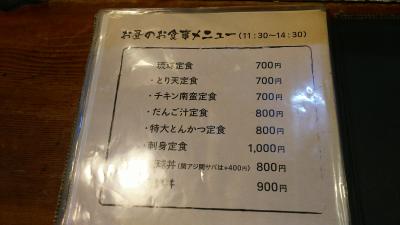 お昼のお食事メニュー(11:30〜14:30)
琉球定食 700円
・とり天定食 700円
・チキン南蛮定食 700円
・だんご汁定食 800円
・特大とんかつ定食 800円
・刺身定食 1,000円
球丼(関アジ関サバは+400円) 800円
丼 900円